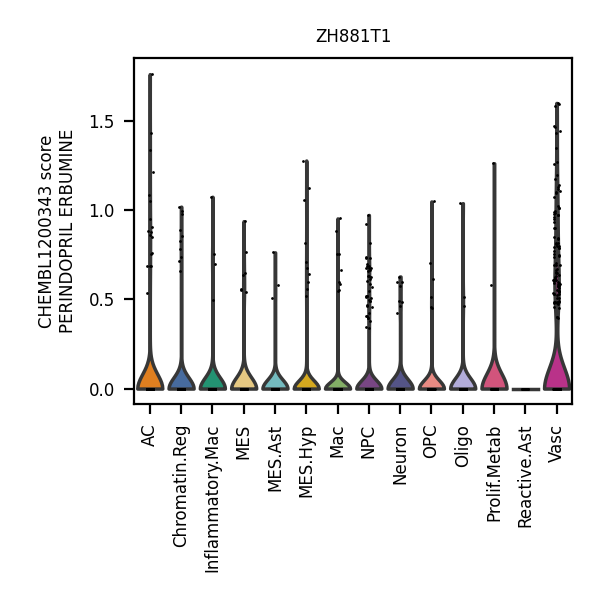 ZH881T1
CHEMBL1200343 score
PERINDOPRIL ERBUMINE
1.5
1.0
0.5
0.0
AC
Chromatin.Reg
Inflammatory.Mac
MES
MES.Ast
MES.Hyp
Mac
NPC
Neuron
OPC
Oligo
Prolif.Metab
Reactive.Ast
Vasc